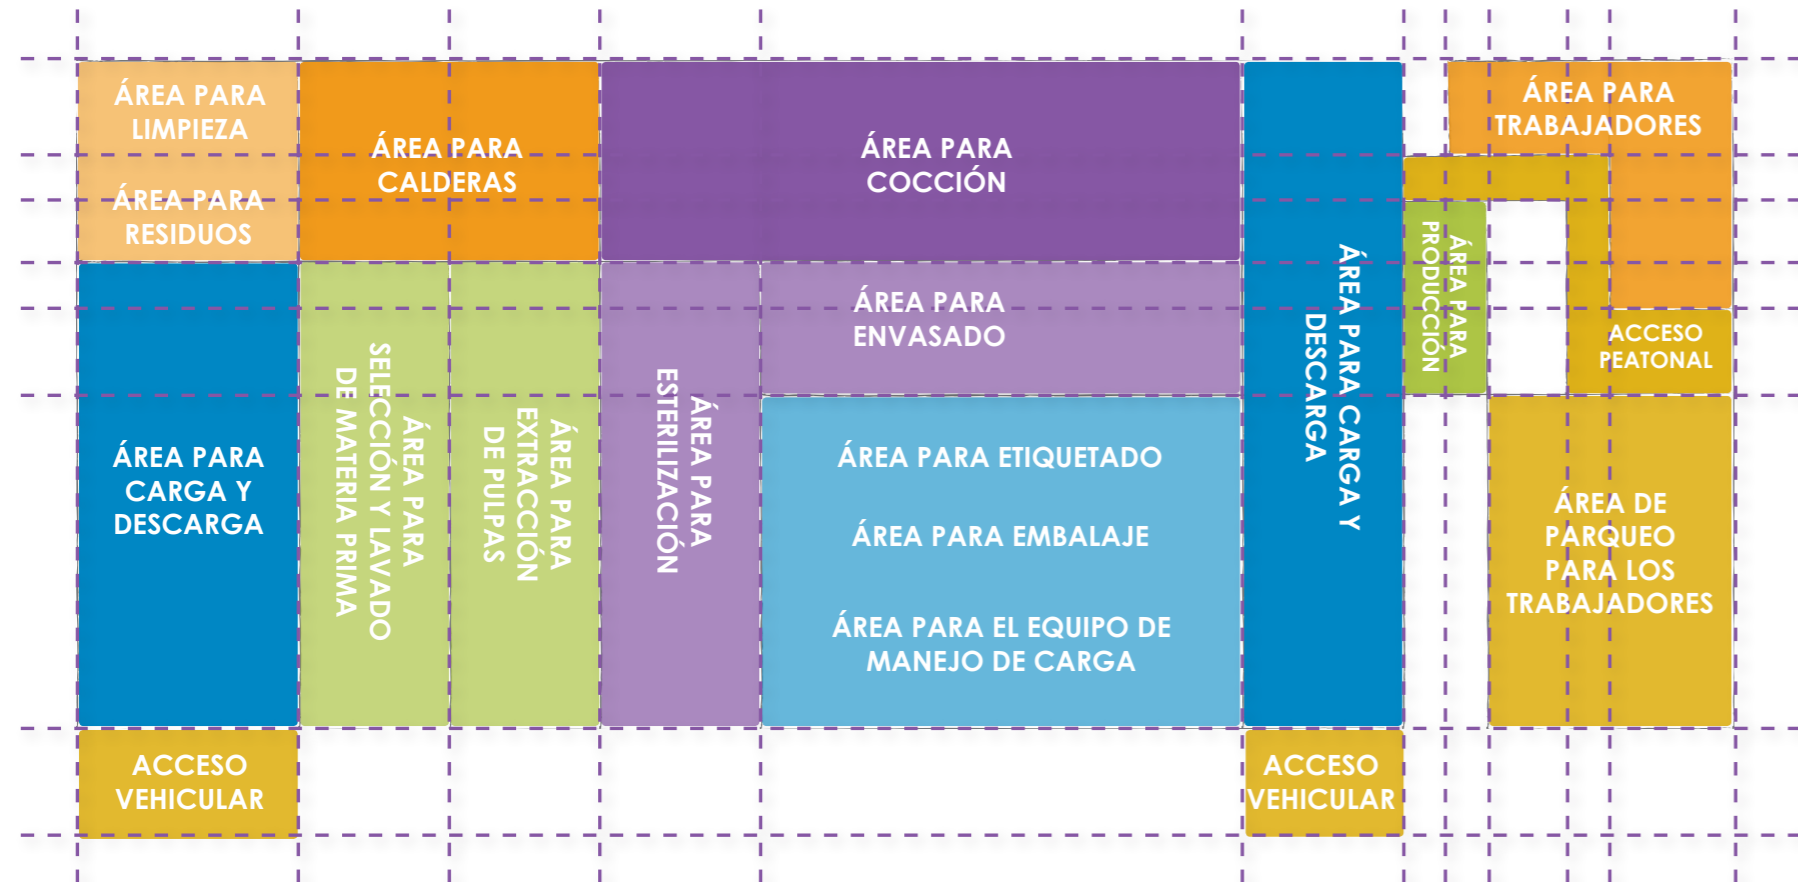 ÁREA PARA
LIMPIEZA
ÁREA PARA
RESIDUOS
ÁREA PARA
CALDERAS
ÁREA PARA
COCCIÓN
ÁREA PARA
TRABAJADORES
ÁREA PARA CARGA Y
DESCARGA
ÁREA PARA
PRODUCCIÓN
ACCESO
PEATONAL
ÁREA PARA
CARGA Y
DESCARGA
ÁREA PARA
SELECCIÓN Y LAVADO
DE MATERIA PRIMA
ÁREA PARA
EXTRACCIÓN
DE PULPAS
ÁREA PARA
ESTERILIZACIÓN
ÁREA PARA
ENVASADO
ÁREA PARA ETIQUETADO
ÁREA PARA EMBALAJE
ÁREA PARA EL EQUIPO DE
MANEJO DE CARGA
ÁREA DE
PARQUEO
PARA LOS
TRABAJADORES
ACCESO
VEHICULAR
ACCESO
VEHICULAR